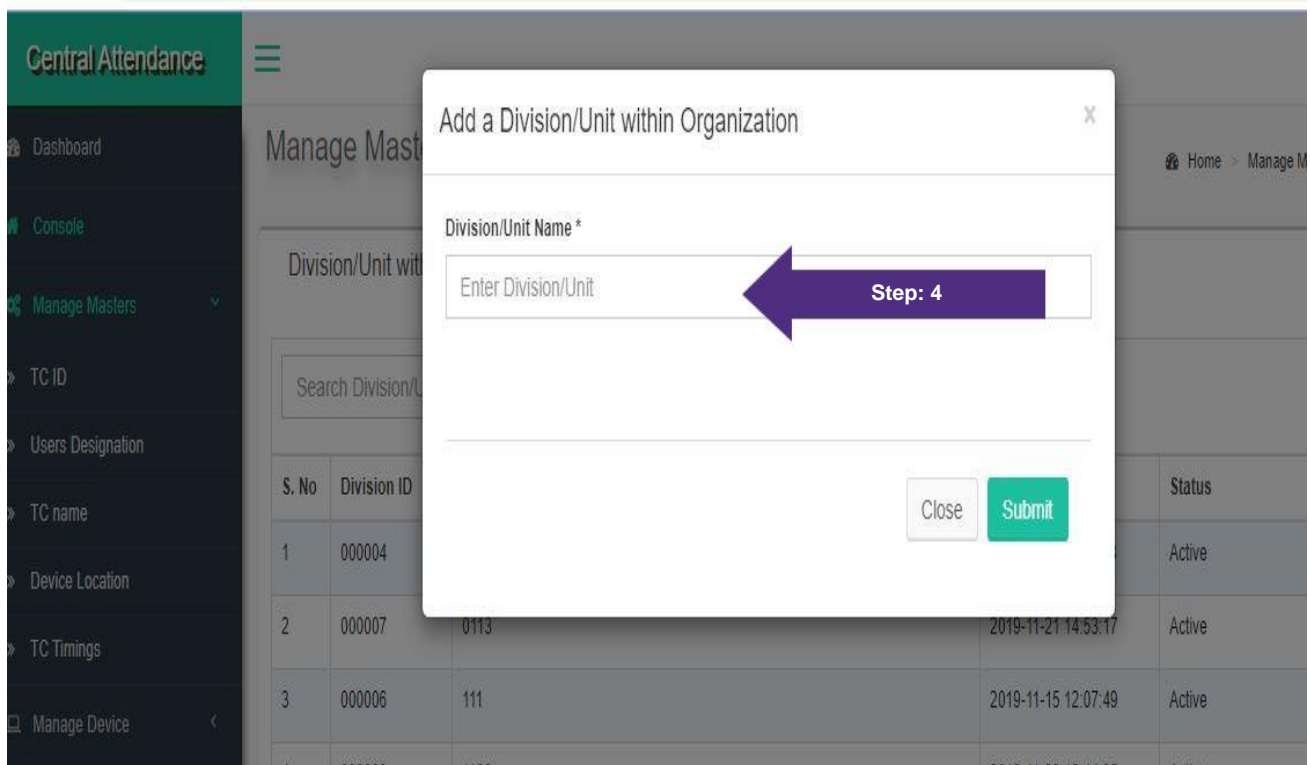 Central Attendance
Dashboard
Console
Manage Masters
TC ID
Users Designation
TC name
Device Location
TC Timings
Manage Device
Manage Mast
Home > Manage M
Division/Unit wit
Search Division/U
Add a Division/Unit within Organization
x
Division/Unit Name *
Enter Division/Unit
Step: 4
Close Submit
S. No Division ID Status
1 000004 Active
2 000007 0113 2019-11-21 14:53:17 Active
3 000006 111 2019-11-15 12:07:49 Active